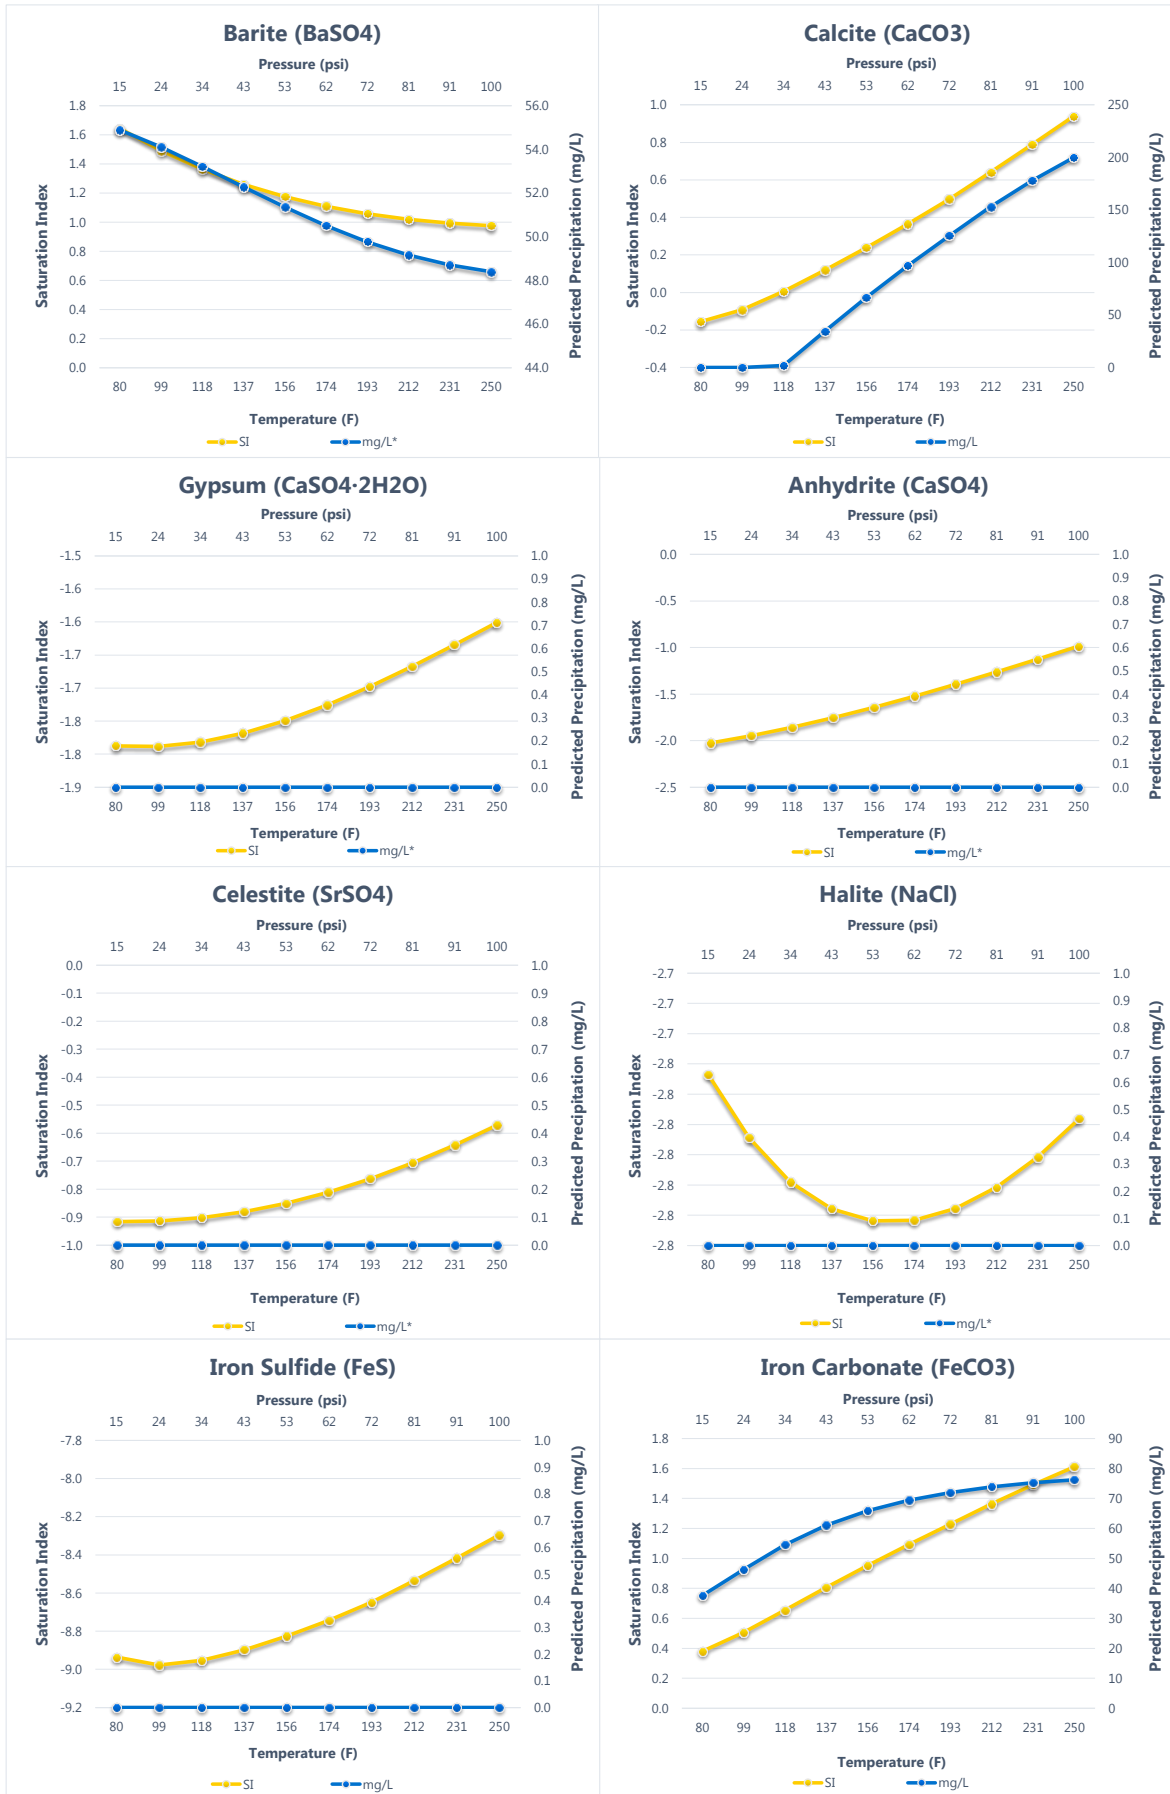 Barite (BaSO4)
Pressure (psi)
15 24 34 43 53 62 72 81 91 100
1.8 56.0
1.6 54.0
1.4
1.2 52.0
1.0
0.8 50.0
0.6 48.0
0.4
0.2 46.0
0.0 44.0
Saturation Index
Predicted Precipitation (mg/L)
80 99 118 137 156 174 193 212 231 250
Temperature (F)
SI mg/L*
Calcite (CaCO3)
Pressure (psi)
15 24 34 43 53 62 72 81 91 100
1.0 250
0.8
0.6 200
0.4 150
0.2
0.0 100
-0.2 50
-0.4 0
Saturation Index
Predicted Precipitation (mg/L)
80 99 118 137 156 174 193 212 231 250
Temperature (F)
SI mg/L
Gypsum (CaSO4·2H2O)
Pressure (psi)
15 24 34 43 53 62 72 81 91 100
-1.5 1.0
0.9
-1.6 0.8
-1.6 0.7
0.6
-1.7 0.5
-1.7 0.4
-1.8 0.3
0.2
-1.8 0.1
-1.9 0.0
Saturation Index
Predicted Precipitation (mg/L)
80 99 118 137 156 174 193 212 231 250
Temperature (F)
SI mg/L*
Anhydrite (CaSO4)
Pressure (psi)
15 24 34 43 53 62 72 81 91 100
0.0 1.0
0.9
-0.5 0.8
0.7
-1.0 0.6
0.5
-1.5 0.4
0.3
-2.0 0.2
0.1
-2.5 0.0
Saturation Index
Predicted Precipitation (mg/L)
80 99 118 137 156 174 193 212 231 250
Temperature (F)
SI mg/L*
Celestite (SrSO4)
Pressure (psi)
15 24 34 43 53 62 72 81 91 100
0.0 1.0
-0.1 0.9
-0.2 0.8
-0.3 0.7
-0.4 0.6
-0.5 0.5
-0.6 0.4
-0.7 0.3
-0.8 0.2
-0.9 0.1
-1.0 0.0
Saturation Index
Predicted Precipitation (mg/L)
80 99 118 137 156 174 193 212 231 250
Temperature (F)
SI mg/L*
Halite (NaCl)
Pressure (psi)
15 24 34 43 53 62 72 81 91 100
-2.7 1.0
-2.7 0.9
-2.7 0.8
0.7
-2.8 0.6
-2.8 0.5
-2.8 0.4
-2.8 0.3
-2.8 0.2
-2.8 0.1
-2.8 0.0
Saturation Index
Predicted Precipitation (mg/L)
80 99 118 137 156 174 193 212 231 250
Temperature (F)
SI mg/L*
Iron Sulfide (FeS)
Pressure (psi)
15 24 34 43 53 62 72 81 91 100
-7.8 1.0
0.9
-8.0 0.8
-8.2 0.7
0.6
-8.4 0.5
-8.6 0.4
-8.8 0.3
0.2
-9.0 0.1
-9.2 0.0
Saturation Index
Predicted Precipitation (mg/L)
80 99 118 137 156 174 193 212 231 250
Temperature (F)
SI mg/L
Iron Carbonate (FeCO3)
Pressure (psi)
15 24 34 43 53 62 72 81 91 100
1.8 90
1.6 80
1.4 70
1.2 60
1.0 50
0.8 40
0.6 30
0.4 20
0.2 10
0.0 0
Saturation Index
Predicted Precipitation (mg/L)
80 99 118 137 156 174 193 212 231 250
Temperature (F)
SI mg/L